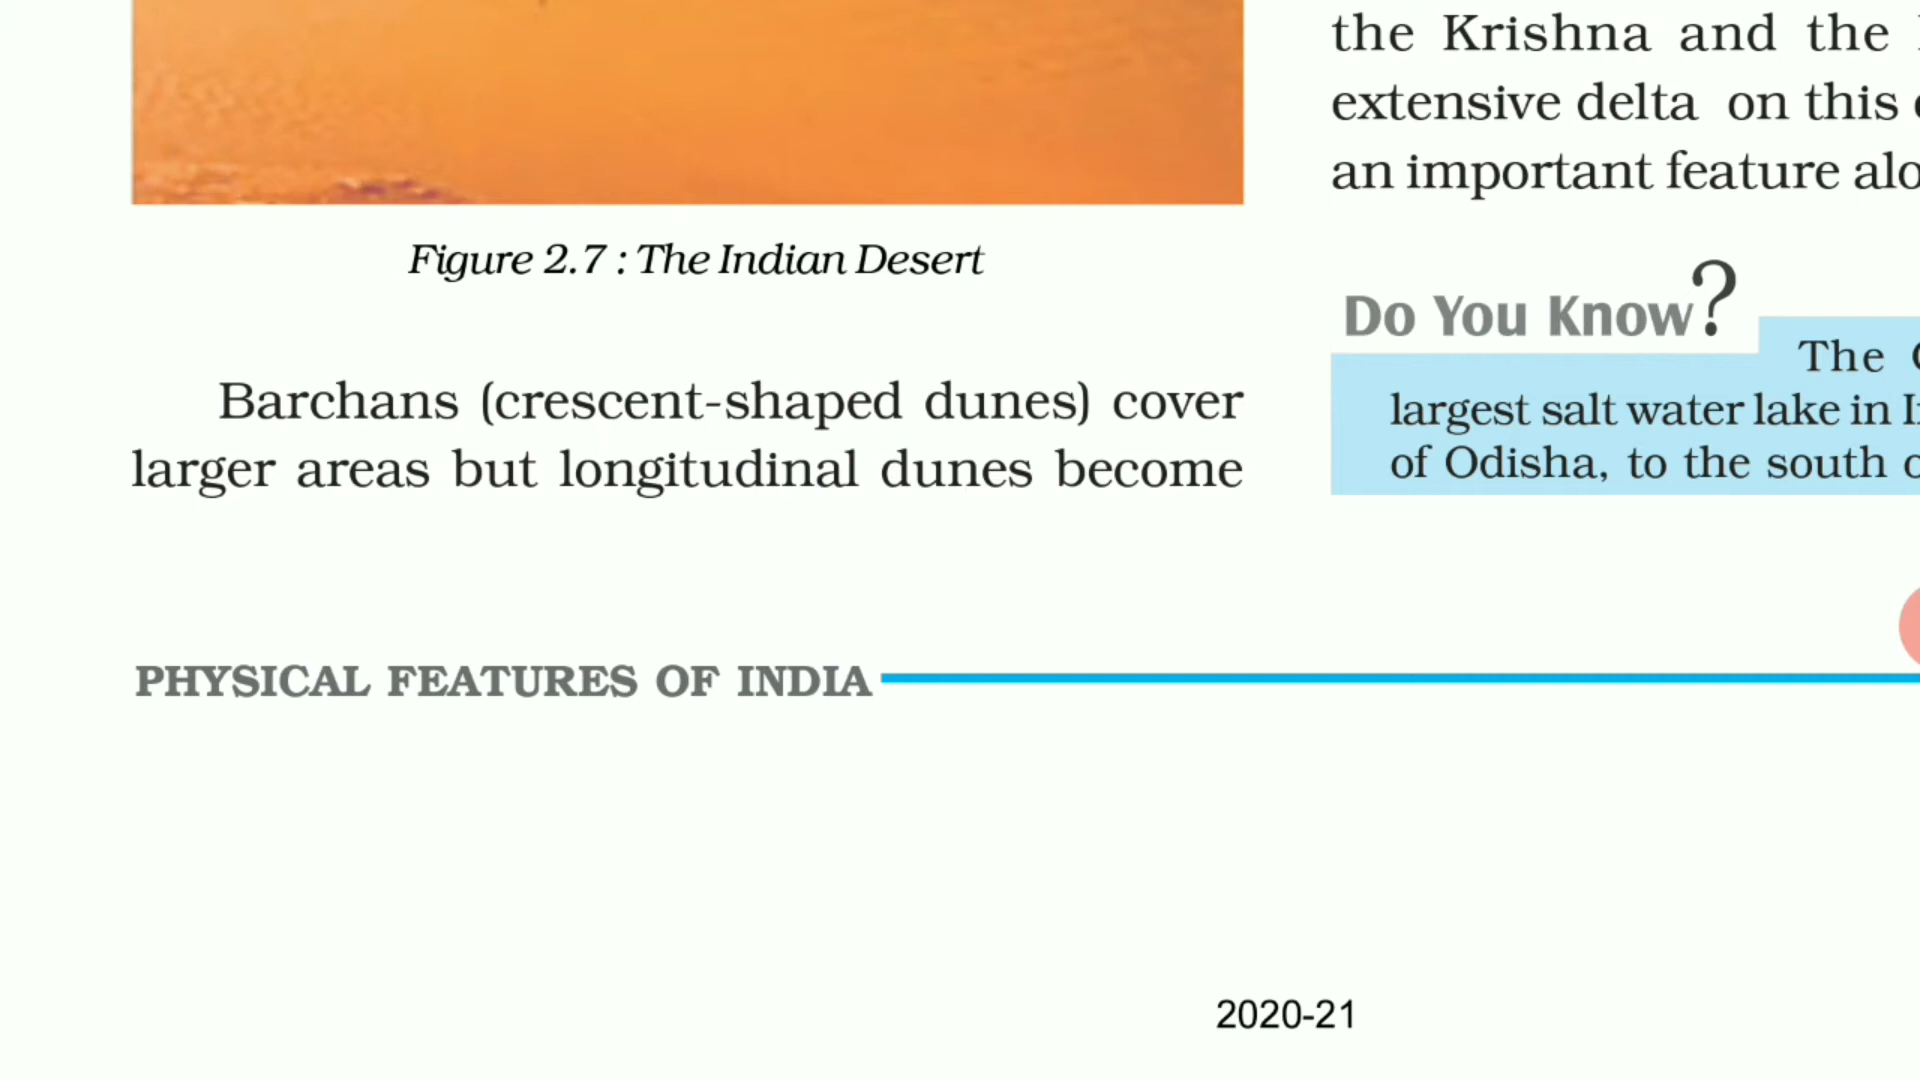 Figure 2.7 : The Indian Desert
Barchans (crescent-shaped dunes) cover
larger areas but longitudinal dunes become
the Krishna and the
extensive delta on this
an important feature
Do You Know?
The
largest salt water lake in
of Odisha, to the south
PHYSICAL FEATURES OF INDIA
2020-21